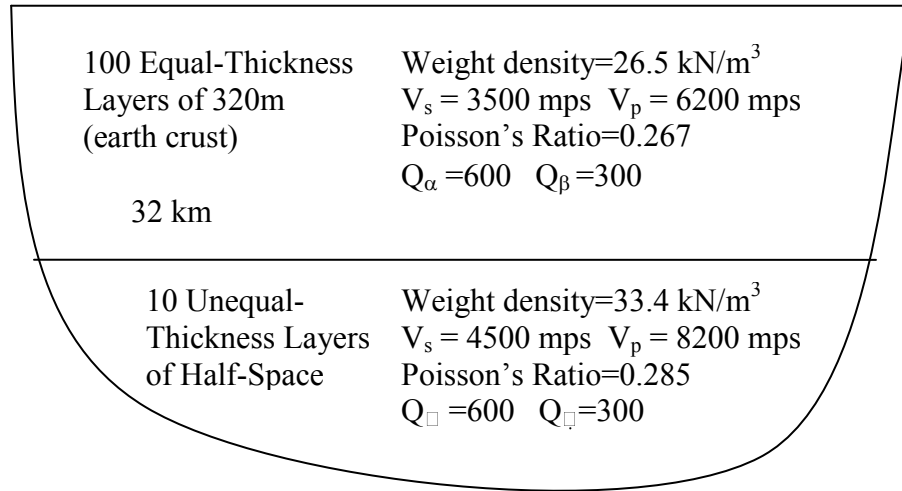 100 Equal-Thickness
Layers of 320m
(earth crust)
32 km
Weight density=26.5 kN/m³
Vₛ = 3500 mps Vₚ = 6200 mps
Poisson's Ratio=0.267
Qα =600 Qβ =300
10 Unequal-
Thickness Layers
of Half-Space
Weight density=33.4 kN/m³
Vₛ = 4500 mps Vₚ = 8200 mps
Poisson's Ratio=0.285
Q□ =600 Q□=300